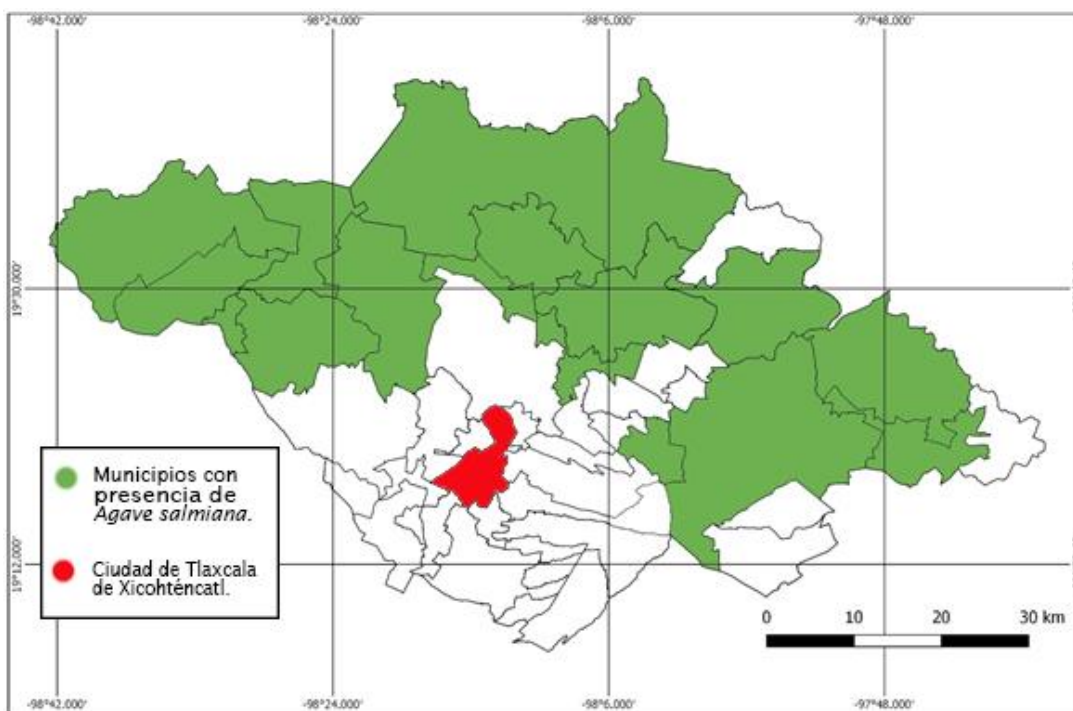 -98°42.000' -98°24.000' -98°6.000' -97°48.000'
19°30.000'
Municipios con
presencia de
Agave salmiana.
Ciudad de Tlaxcala
de Xicohténcatl.
19°12.000'
0 10 20 30 km
-98°42.000' -98°24.000' -98°6.000' -97°48.000'